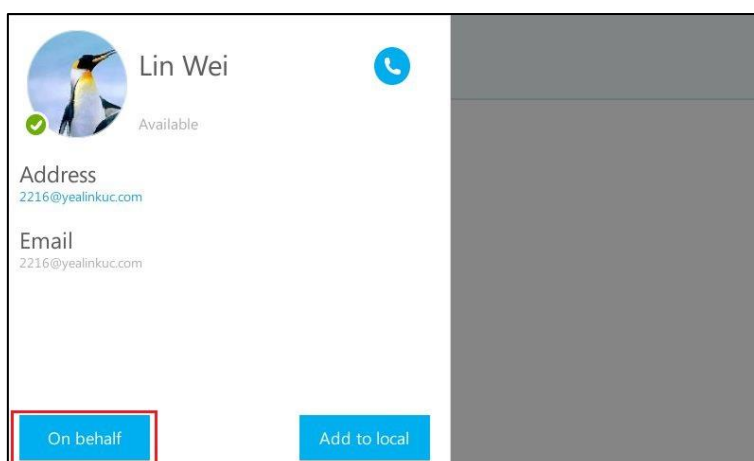 Lin Wei
Available
Address
2216@yealinkuc.com
Email
2216@yealinkuc.com
On behalf
Add to local